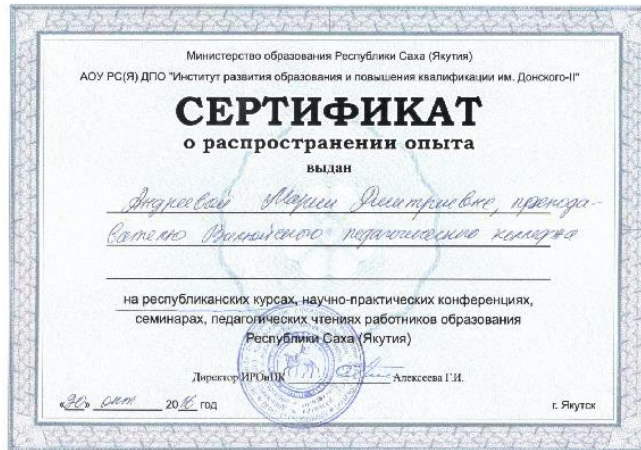 Министерство образования Республики Саха (Якутия)
АОУ РС(Я) ДПО "Институт развития образования и повышения квалификации им. Донского-II"
СЕРТИФИКАТ
о распространении опыта
выдан
Андреевой Марии Дмитриевне, препода-
вателю Вилюйского педагогического колледжа
на республиканских курсах, научно-практических конференциях,
семинарах, педагогических чтениях работников образования
Республики Саха (Якутия)
Директор ИРОиПК Алексеева Г.И.
окт 2016 год г. Якутск